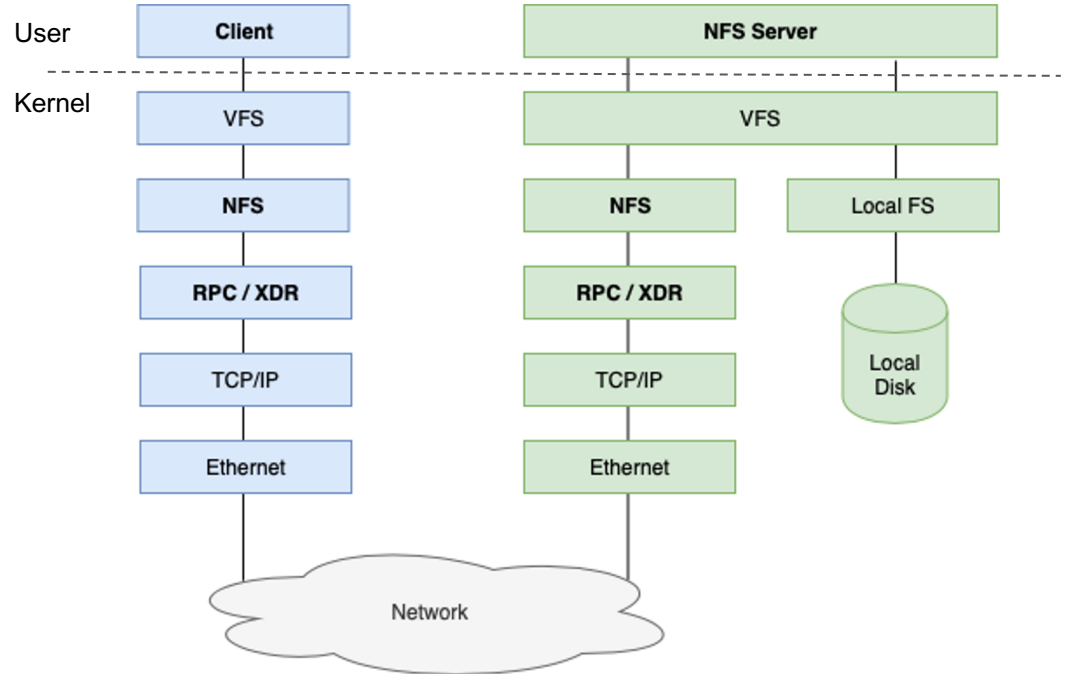 User
Client
NFS Server
Kernel
VFS
VFS
NFS
NFS
Local FS
RPC / XDR
RPC / XDR
TCP/IP
TCP/IP
Local
Disk
Ethernet
Ethernet
Network